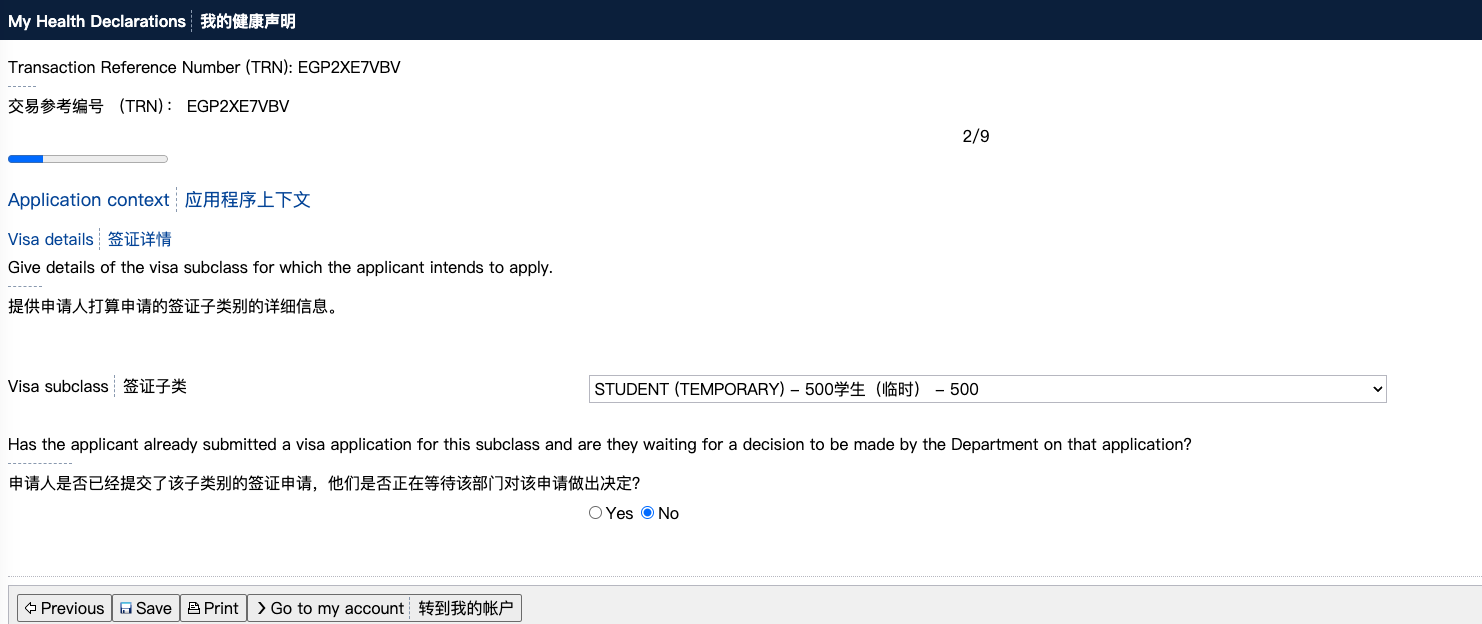 My Health Declarations 我的健康声明
Transaction Reference Number (TRN): EGP2XE7VBV
交易参考编号 （TRN）： EGP2XE7VBV
2/9
Application context 应用程序上下文
Visa details 签证详情
Give details of the visa subclass for which the applicant intends to apply.
提供申请人打算申请的签证子类别的详细信息。
Visa subclass 签证子类 STUDENT (TEMPORARY) – 500学生（临时） – 500
Has the applicant already submitted a visa application for this subclass and are they waiting for a decision to be made by the Department on that application?
申请人是否已经提交了该子类别的签证申请，他们是否正在等待该部门对该申请做出决定？
Yes No
Previous Save Print Go to my account 转到我的帐户